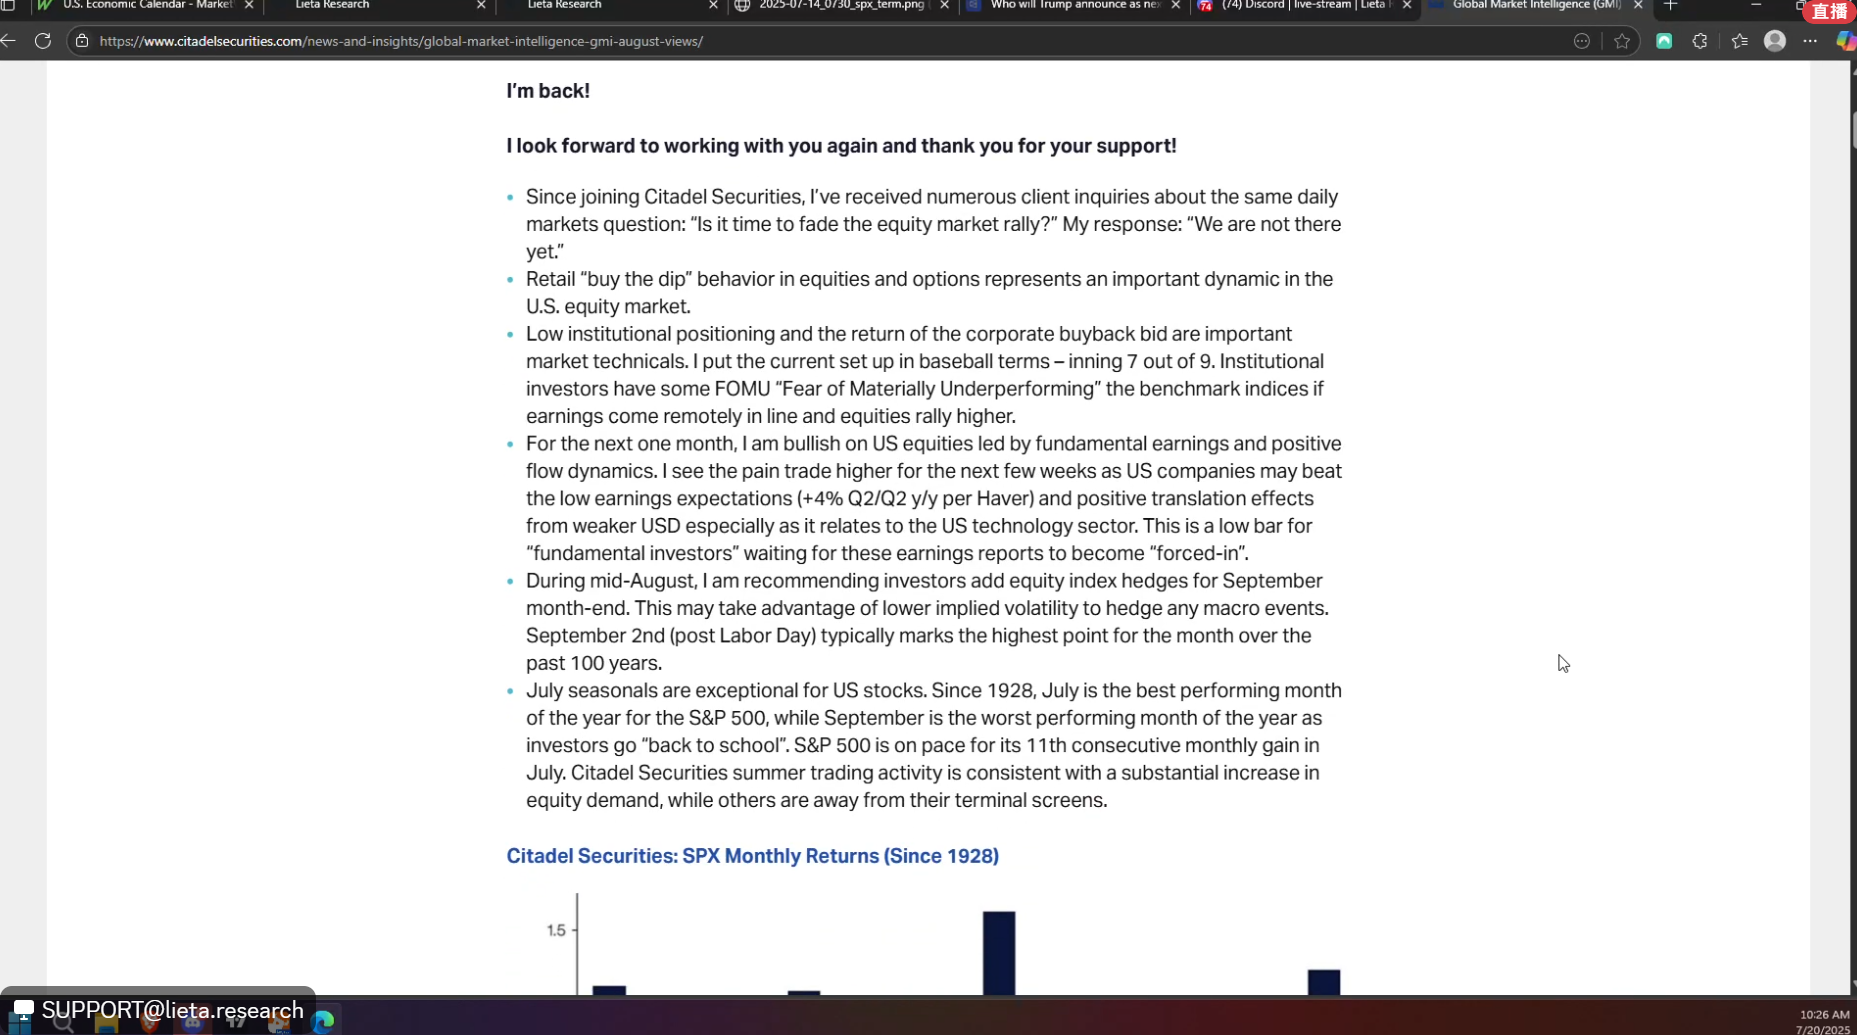 U.S. Economic Calendar - Market
Lieta Research
Lieta Research
2025-07-14_0730_spx_term.png
Who will Trump announce as nex
(74) Discord | live-stream | Lieta R
Global Market Intelligence (GMI)
直播
https://www.citadelsecurities.com/news-and-insights/global-market-intelligence-gmi-august-views/
I'm back!
I look forward to working with you again and thank you for your support!
• Since joining Citadel Securities, I've received numerous client inquiries about the same daily
markets question: "Is it time to fade the equity market rally?" My response: "We are not there
yet."
• Retail "buy the dip" behavior in equities and options represents an important dynamic in the
U.S. equity market.
• Low institutional positioning and the return of the corporate buyback bid are important
market technicals. I put the current set up in baseball terms – inning 7 out of 9. Institutional
investors have some FOMU "Fear of Materially Underperforming" the benchmark indices if
earnings come remotely in line and equities rally higher.
• For the next one month, I am bullish on US equities led by fundamental earnings and positive
flow dynamics. I see the pain trade higher for the next few weeks as US companies may beat
the low earnings expectations (+4% Q2/Q2 y/y per Haver) and positive translation effects
from weaker USD especially as it relates to the US technology sector. This is a low bar for
"fundamental investors" waiting for these earnings reports to become "forced-in".
• During mid-August, I am recommending investors add equity index hedges for September
month-end. This may take advantage of lower implied volatility to hedge any macro events.
September 2nd (post Labor Day) typically marks the highest point for the month over the
past 100 years.
• July seasonals are exceptional for US stocks. Since 1928, July is the best performing month
of the year for the S&P 500, while September is the worst performing month of the year as
investors go "back to school". S&P 500 is on pace for its 11th consecutive monthly gain in
July. Citadel Securities summer trading activity is consistent with a substantial increase in
equity demand, while others are away from their terminal screens.
Citadel Securities: SPX Monthly Returns (Since 1928)
1.5
SUPPORT@lieta.research
10:26 AM
7/20/2025